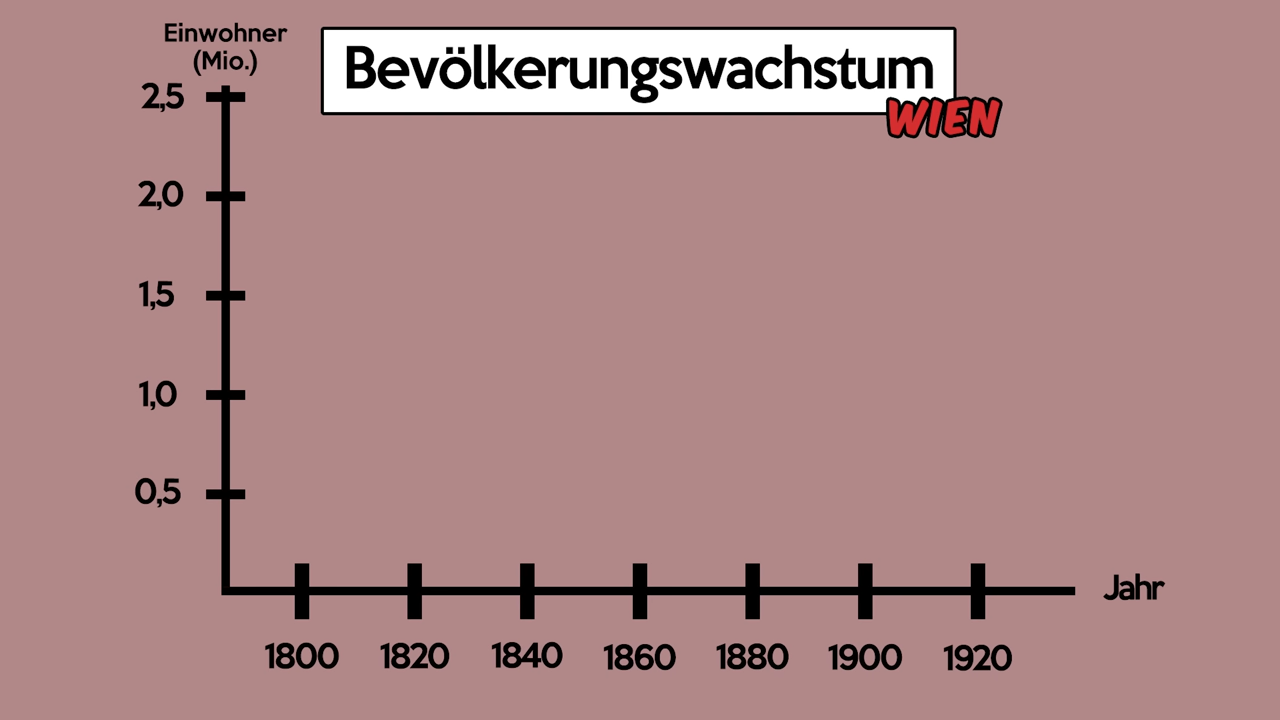 Einwohner
(Mio.)
Bevölkerungswachstum
WIEN
2,5
2,0
1,5
1,0
0,5
Jahr
1800 1820 1840 1860 1880 1900 1920